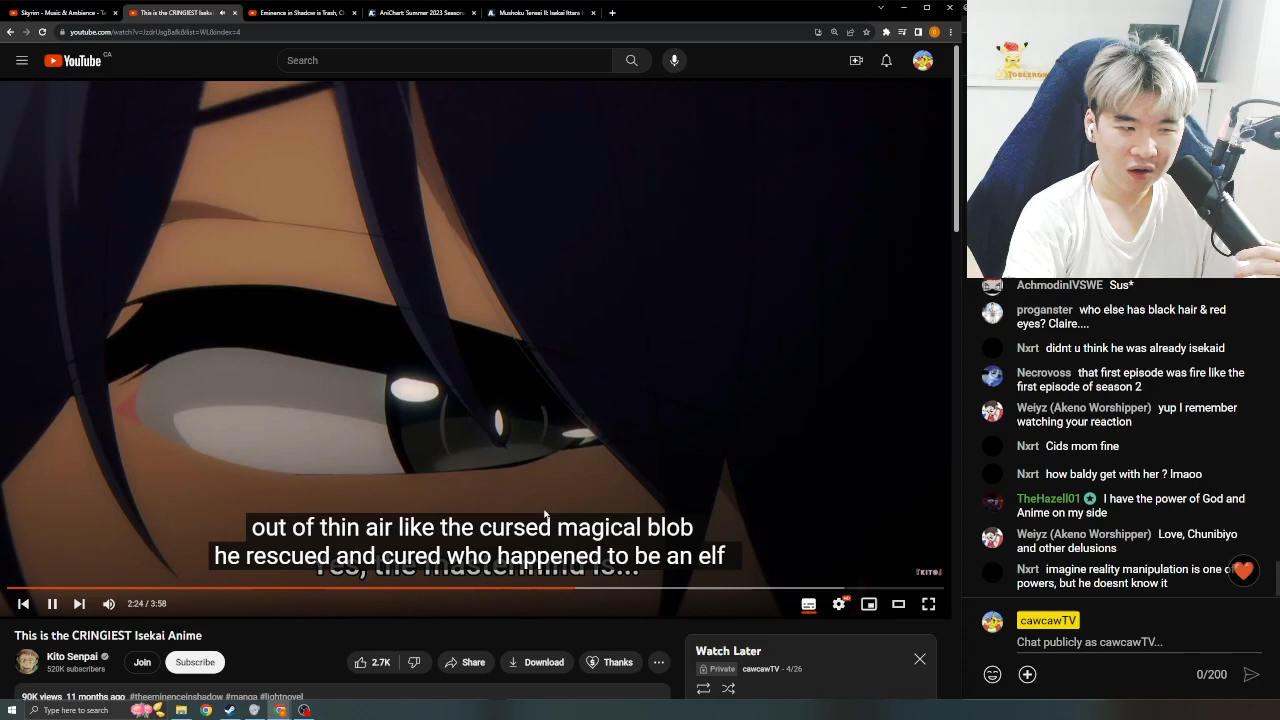 Skyrim - Music & Ambience -
This is the CRINGIEST Isekai
Eminence in Shadow is Trash, C
AniChart: Summer 2023 Season
Mushoku Tensei II: Isekai Ittara
youtube.com/watch?v=JzdrUsgBafk&list=WL&index=4
YouTube CA
Search
TOBLERON
out of thin air like the cursed magical blob
he rescued and cured who happened to be an elf
Yes, the mastermind is...
KITO
2:24 / 3:58
HD
This is the CRINGIEST Isekai Anime
Kito Senpai
520K subscribers
Join
Subscribe
2.7K
Share
Download
Thanks
90K views 11 months ago #theeminenceinshadow #manga #lightnovel
Watch Later
Private cawcawTV - 4/26
AchmodinIVSWE Sus*
proganster who else has black hair & red
eyes? Claire....
Nxrt didnt u think he was already isekaid
Necrovoss that first episode was fire like the
first episode of season 2
Weiyz (Akeno Worshipper) yup I remember
watching your reaction
Nxrt Cids mom fine
Nxrt how baldy get with her ? lmaoo
TheHazell01 I have the power of God and
Anime on my side
Weiyz (Akeno Worshipper) Love, Chunibiyo
and other delusions
Nxrt imagine reality manipulation is one
powers, but he doesnt know it
cawcawTV
Chat publicly as cawcawTV...
0/200
Type here to search